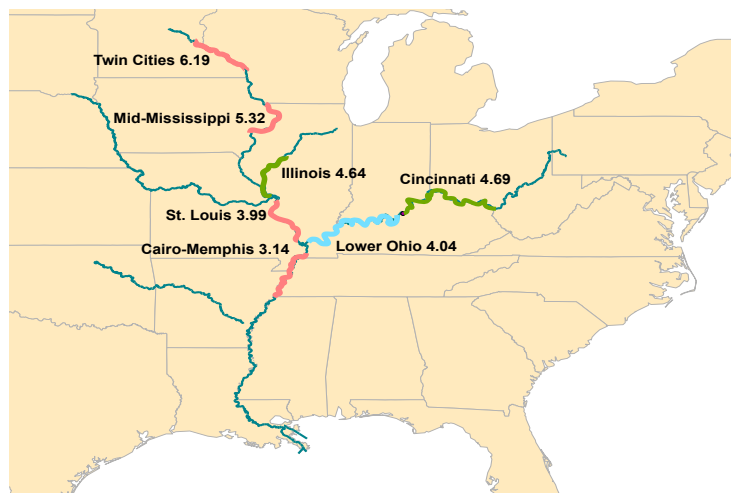 Twin Cities 6.19
Mid-Mississippi 5.32
Illinois 4.64
Cincinnati 4.69
St. Louis 3.99
Cairo-Memphis 3.14
Lower Ohio 4.04